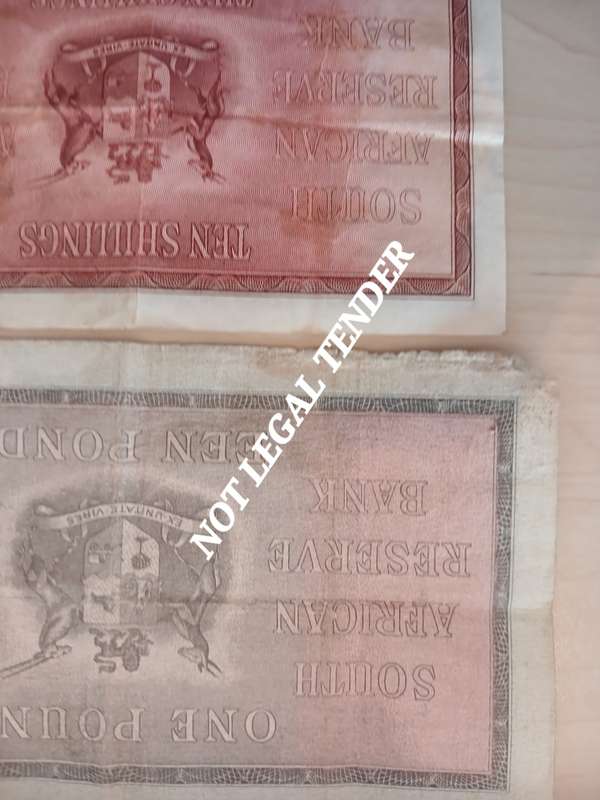 TEN SHILLINGS
SOUTH
AFRICAN
RESERVE
BANK
EX UNITATE VIRES
ONE POUN
SOUTH
AFRICAN
RESERVE
BANK
EX UNITATE VIRES
EEN POND
NOT LEGAL TENDER